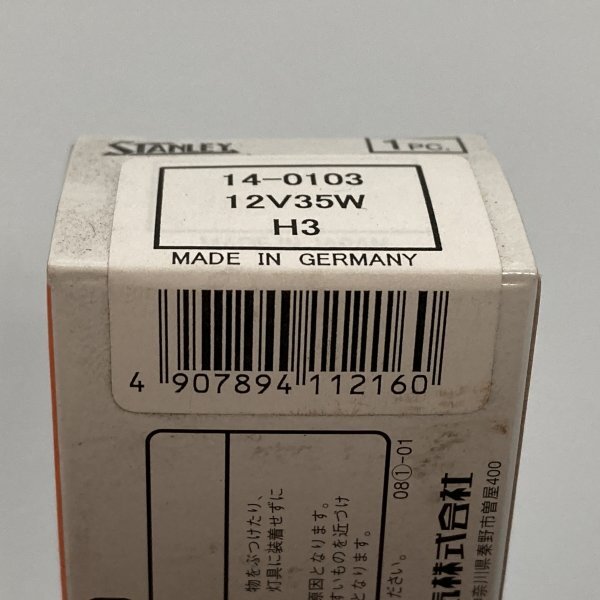 STANLEY
1 PC.
14-0103
12V35W
H3
MADE IN GERMANY
4 907894 112160
08①-01
物をぶつけたり、
灯具に装着せずに
原因となります。
すいものを近づけ
となります。
ださい。
株式会社
奈川県秦野市曽屋400